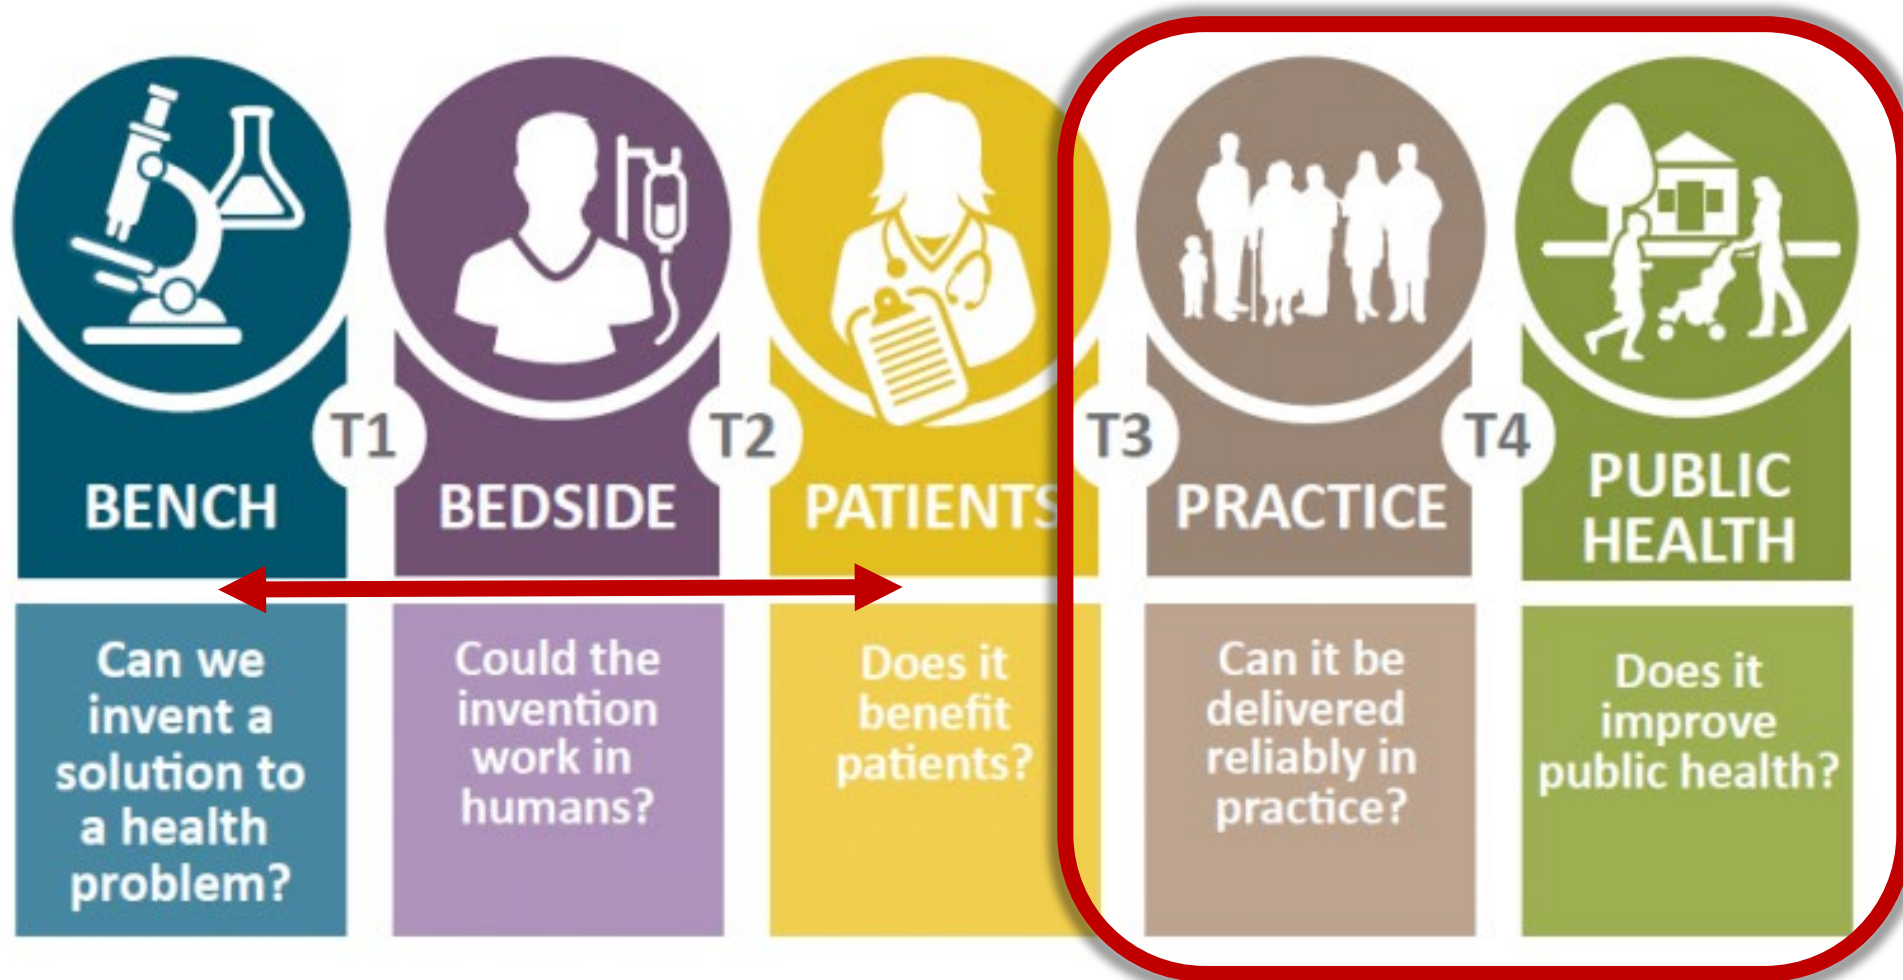 BENCH
T1
BEDSIDE
T2
PATIENTS
T3
PRACTICE
T4
PUBLIC
HEALTH
Can we
invent a
solution to
a health
problem?
Could the
invention
work in
humans?
Does it
benefit
patients?
Can it be
delivered
reliably in
practice?
Does it
improve
public health?